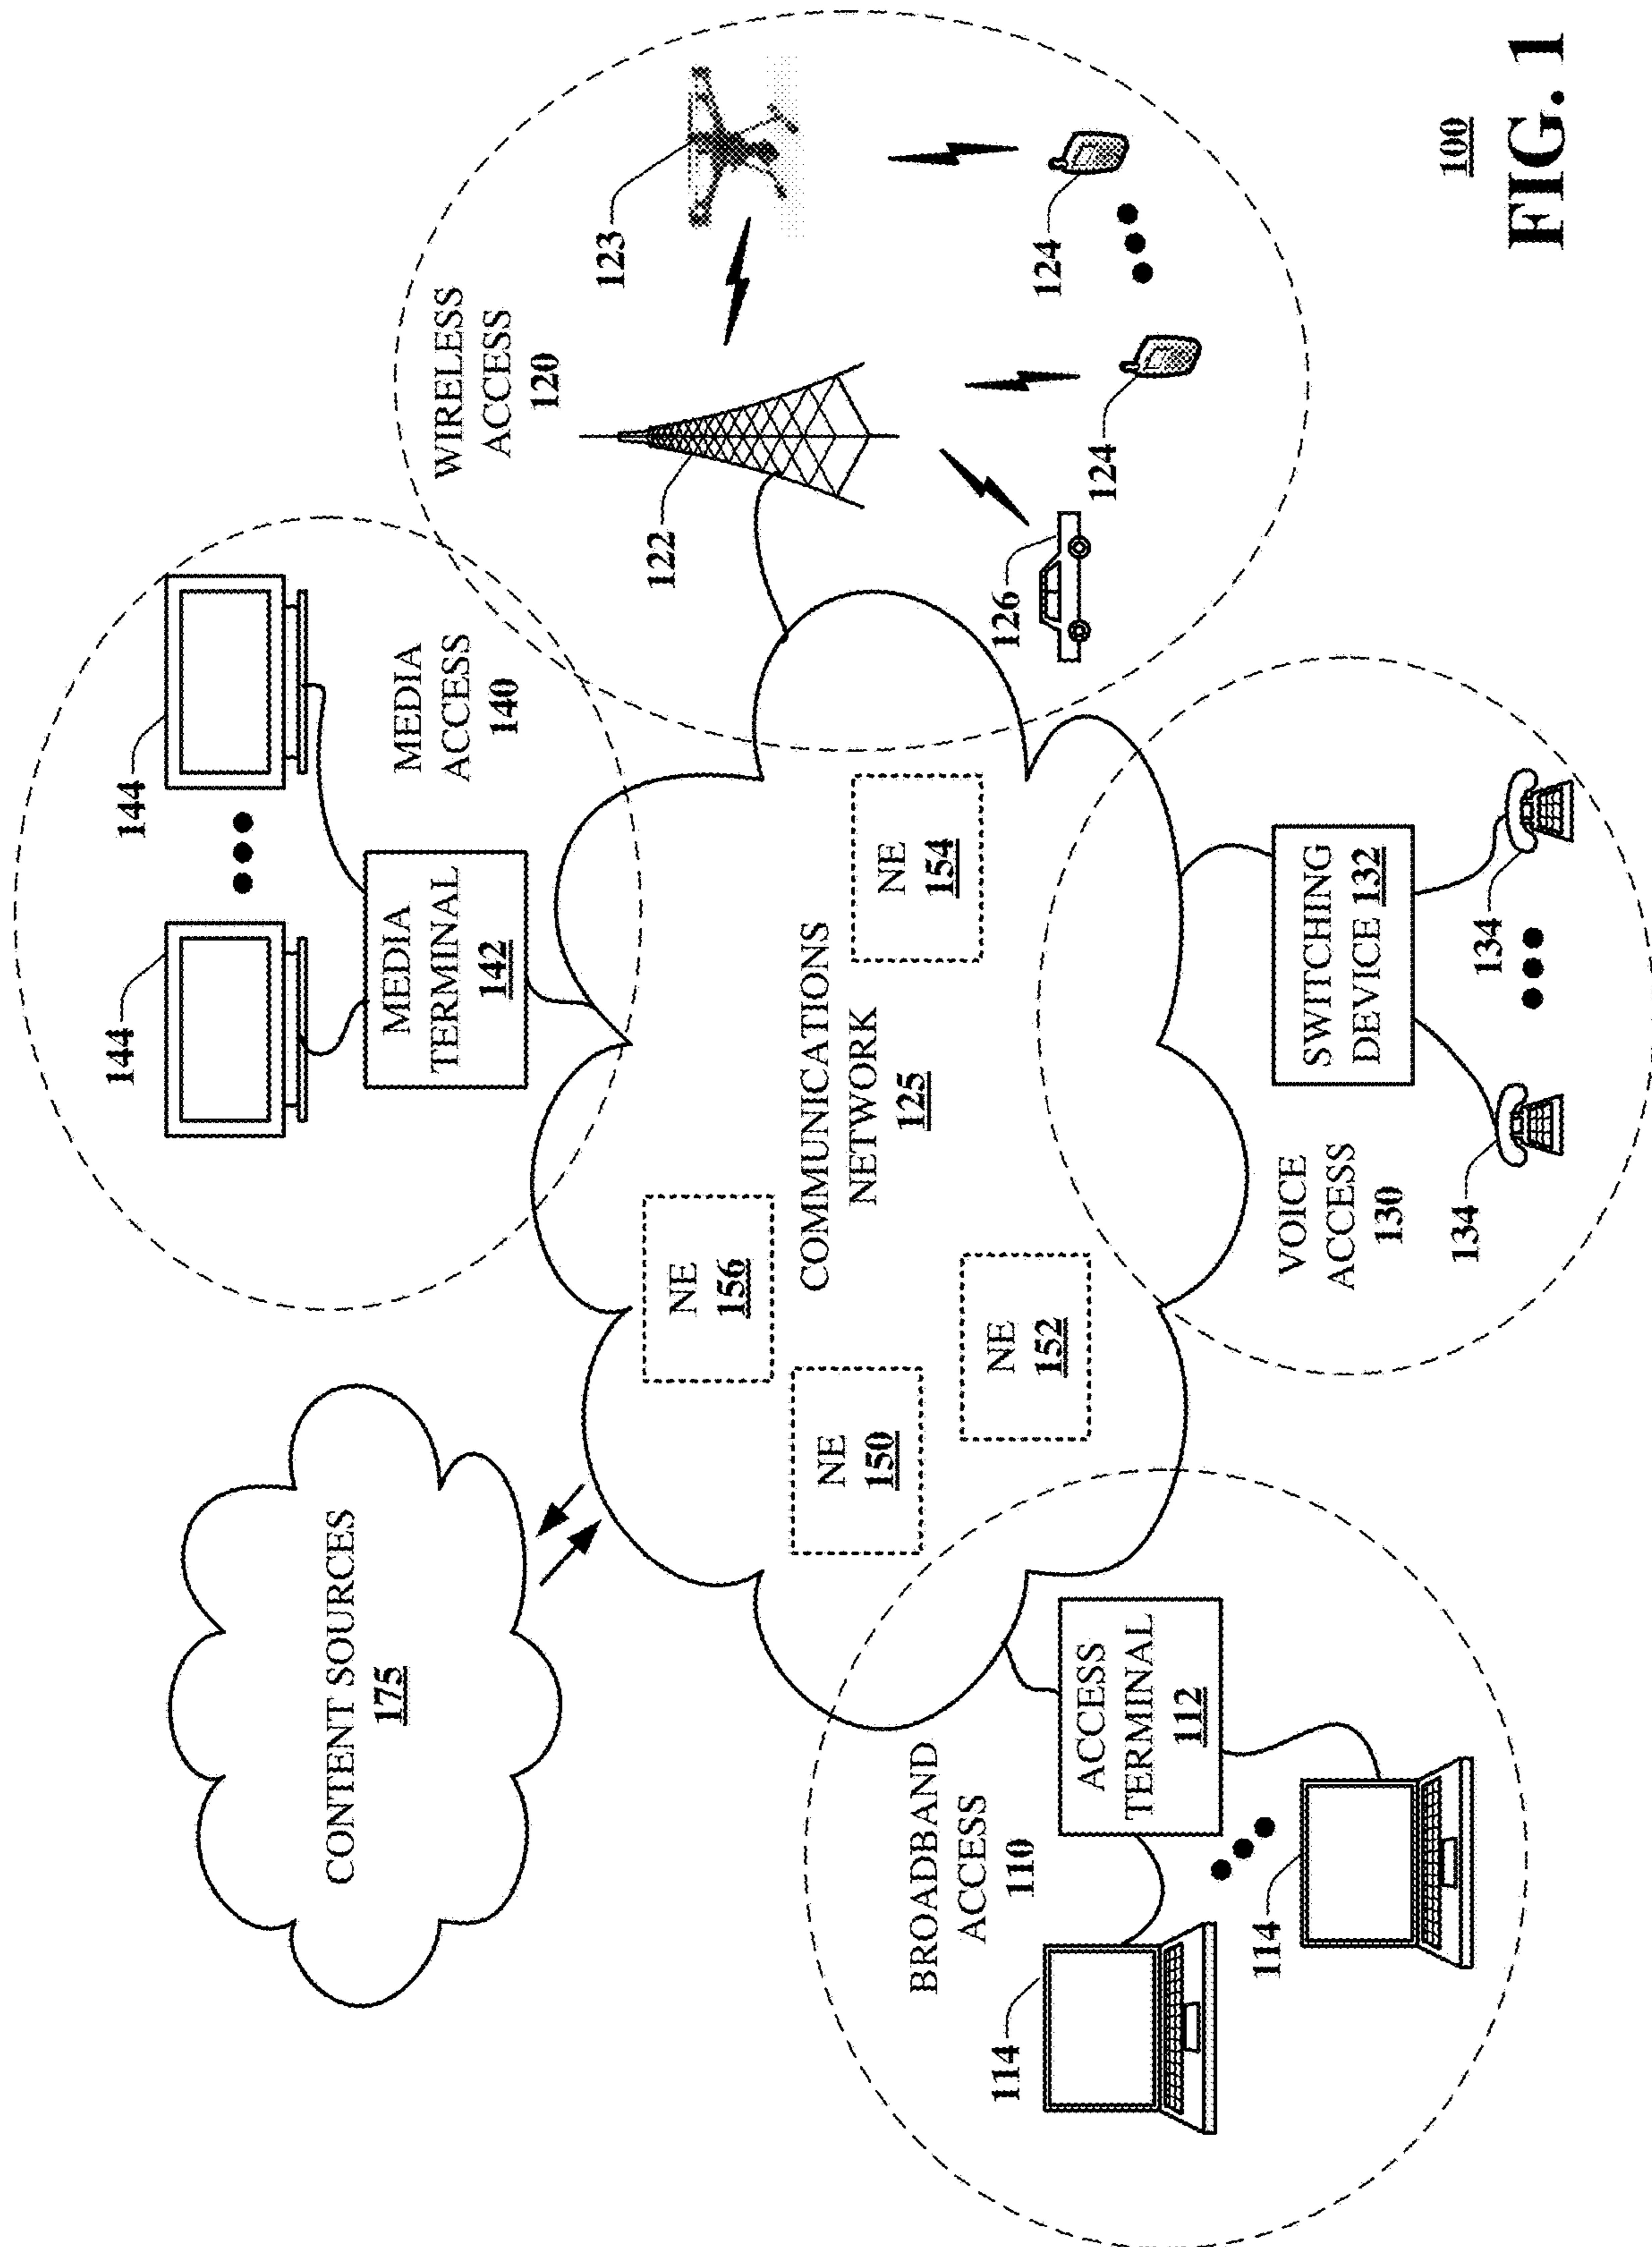 CONTENT SOURCES
175
144
144
MEDIA
TERMINAL
142
MEDIA
ACCESS
140
WIRELESS
ACCESS
120
122
123
NE
156
NE
150
COMMUNICATIONS
NETWORK
125
NE
154
NE
152
BROADBAND
ACCESS
110
ACCESS
TERMINAL
112
114
114
VOICE
ACCESS
130
SWITCHING
DEVICE 132
134
134
126
124
124
100
FIG. 1